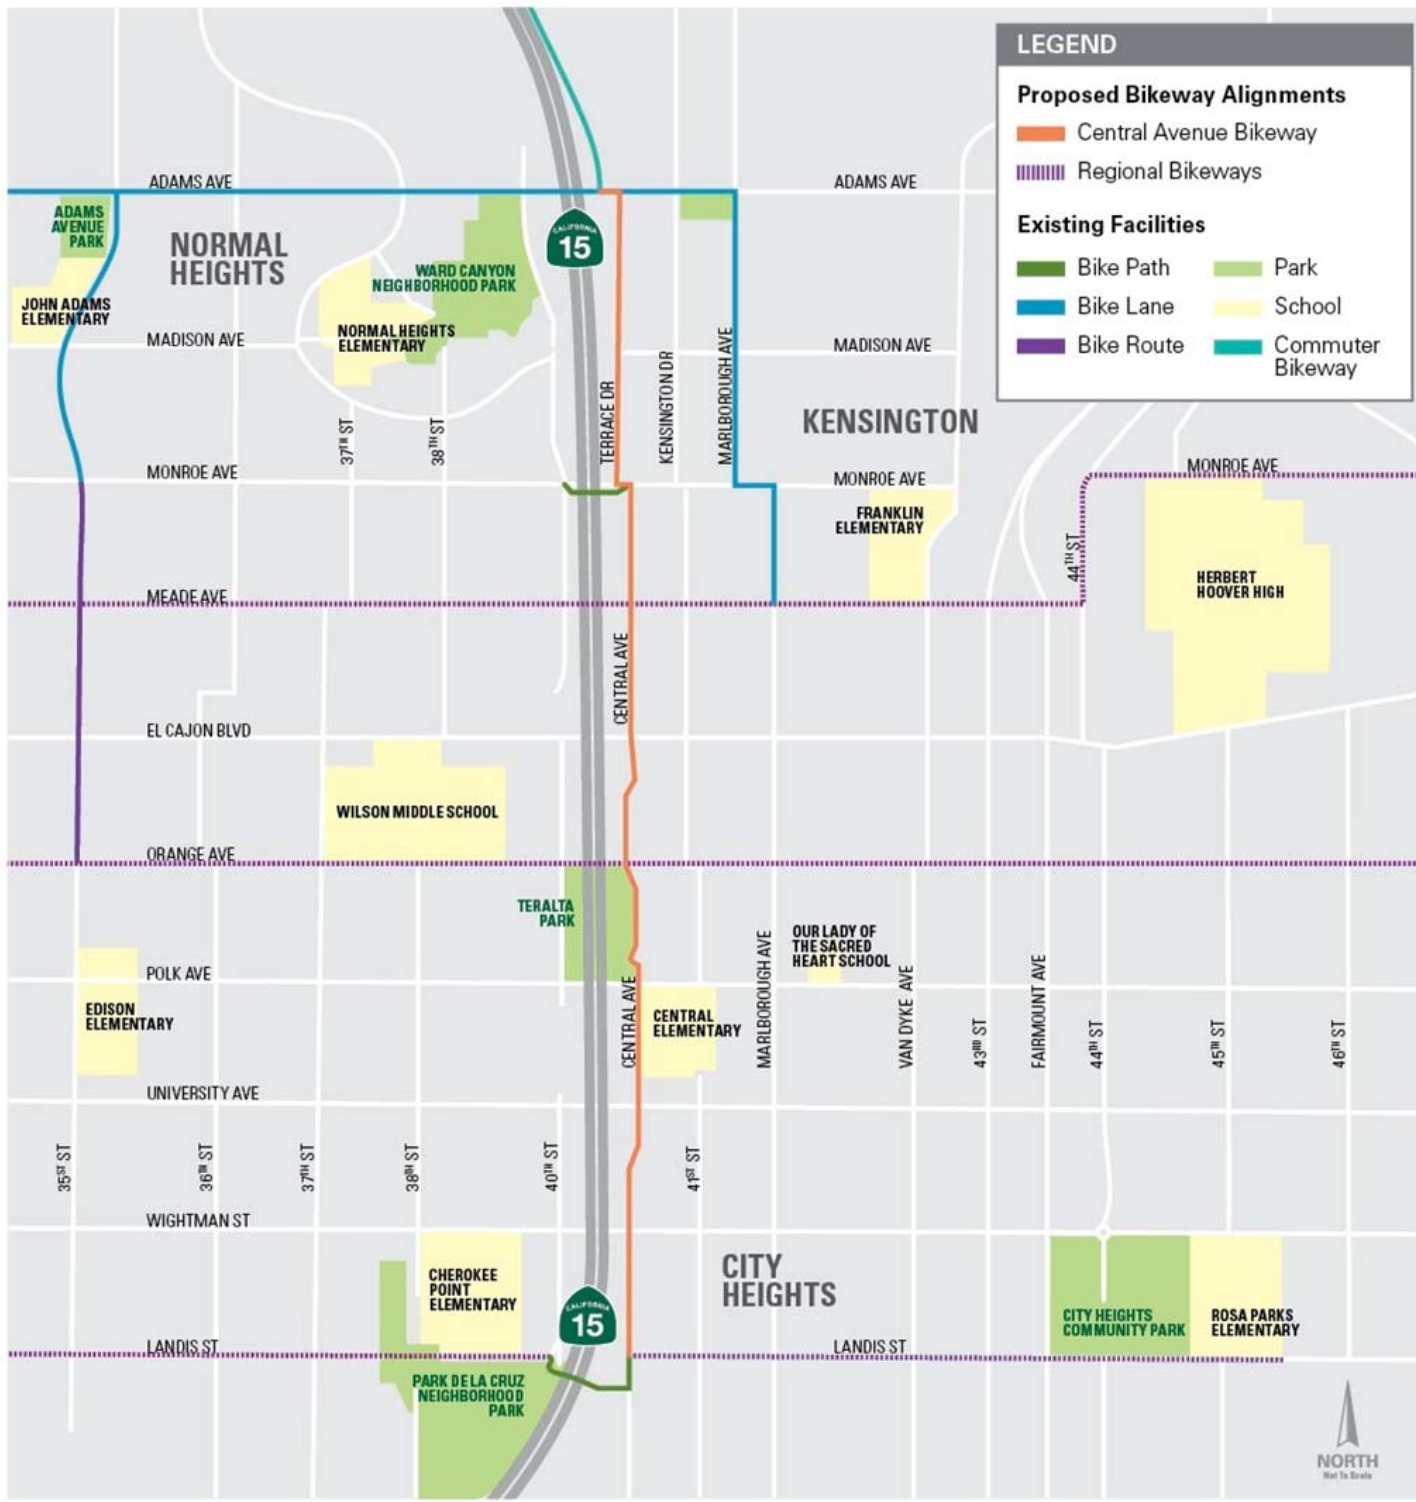 LEGEND
Proposed Bikeway Alignments
Central Avenue Bikeway
Regional Bikeways
Existing Facilities
Bike Path
Park
Bike Lane
School
Bike Route
Commuter
Bikeway
ADAMS AVE
ADAMS AVE
ADAMS
AVENUE
PARK
NORMAL
HEIGHTS
CALIFORNIA
15
WARD CANYON
NEIGHBORHOOD PARK
JOHN ADAMS
ELEMENTARY
NORMAL HEIGHTS
ELEMENTARY
MADISON AVE
MADISON AVE
TERRACE DR
KENSINGTON DR
MARLBOROUGH AVE
KENSINGTON
37TH ST
38TH ST
MONROE AVE
MONROE AVE
MONROE AVE
FRANKLIN
ELEMENTARY
44TH ST
HERBERT
HOOVER HIGH
MEADE AVE
CENTRAL AVE
EL CAJON BLVD
WILSON MIDDLE SCHOOL
ORANGE AVE
TERALTA
PARK
OUR LADY OF
THE SACRED
HEART SCHOOL
POLK AVE
EDISON
ELEMENTARY
CENTRAL AVE
CENTRAL
ELEMENTARY
MARLBOROUGH AVE
VAN DYKE AVE
43RD ST
FAIRMOUNT AVE
44TH ST
45TH ST
46TH ST
UNIVERSITY AVE
35ST ST
36TH ST
37TH ST
38TH ST
40TH ST
41ST ST
WIGHTMAN ST
CHEROKEE
POINT
ELEMENTARY
CITY
HEIGHTS
CALIFORNIA
15
CITY HEIGHTS
COMMUNITY PARK
ROSA PARKS
ELEMENTARY
LANDIS ST
LANDIS ST
PARK DE LA CRUZ
NEIGHBORHOOD
PARK
NORTH
Not To Scale